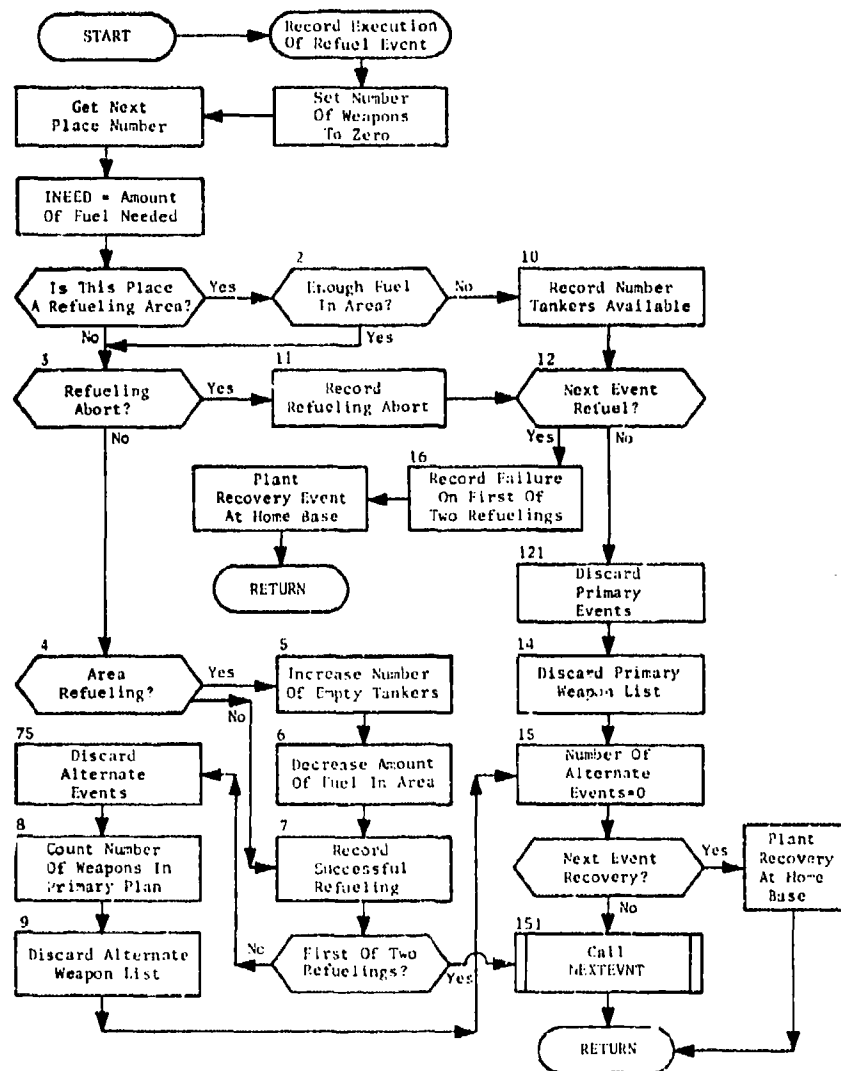 START
Record Execution
Of Refuel Event
Get Next
Place Number
Set Number
Of Weapons
To Zero
INEED = Amount
Of Fuel Needed
Is This Place
A Refueling Area?
Yes
No
2
Enough Fuel
In Area?
No
Yes
10
Record Number
Tankers Available
3
Refueling
Abort?
Yes
No
11
Record
Refueling Abort
12
Next Event
Refuel?
Yes
No
16
Record Failure
On First Of
Two Refuelings
Plant
Recovery Event
At Home Base
RETURN
121
Discard
Primary
Events
4
Area
Refueling?
Yes
No
5
Increase Number
Of Empty Tankers
14
Discard Primary
Weapon List
75
Discard
Alternate
Events
6
Decrease Amount
Of Fuel In Area
15
Number Of
Alternate
Events=0
8
Count Number
Of Weapons In
Primary Plan
7
Record
Successful
Refueling
Next Event
Recovery?
Yes
No
Plant
Recovery
At Home
Base
9
Discard Alternate
Weapon List
No
First Of Two
Refuelings?
Yes
151
Call
NEXTEVNT
RETURN